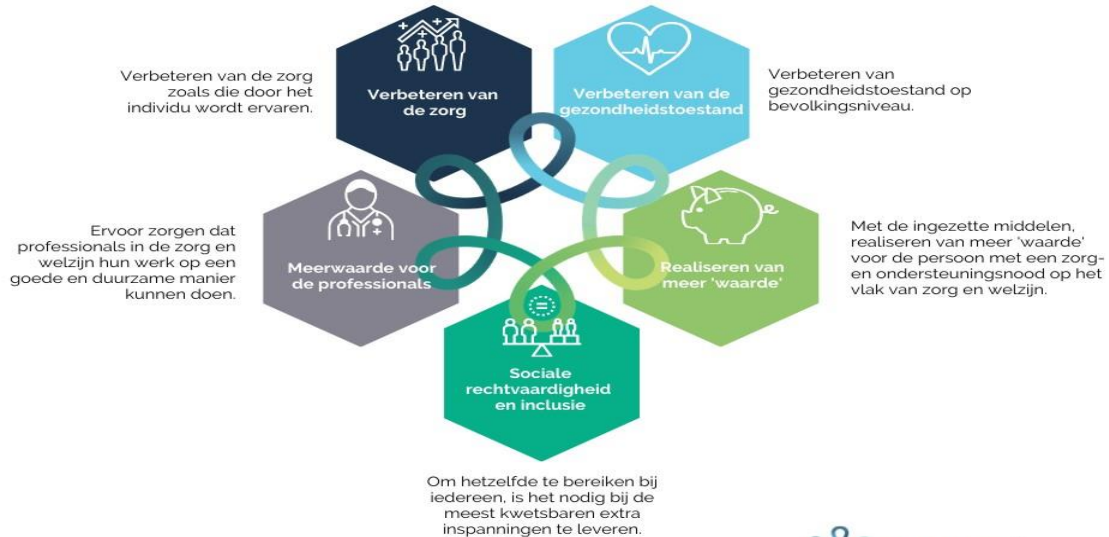 Verbeteren van de zorg
zoals die door het
individu wordt ervaren.
Verbeteren van
de zorg
Verbeteren van de
gezondheidstoestand
Verbeteren van
gezondheidstoestand op
bevolkingsniveau.
Ervoor zorgen dat
professionals in de zorg en
welzijn hun werk op een
goede en duurzame manier
kunnen doen.
Meerwaarde voor
de professionals
Realiseren van
meer 'waarde'
Met de ingezette middelen,
realiseren van meer 'waarde'
voor de persoon met een zorg-
en ondersteuningsnood op het
vlak van zorg en welzijn.
Sociale
rechtvaardigheid
en inclusie
Om hetzelfde te bereiken bij
iedereen, is het nodig bij de
meest kwetsbaren extra
inspanningen te leveren.